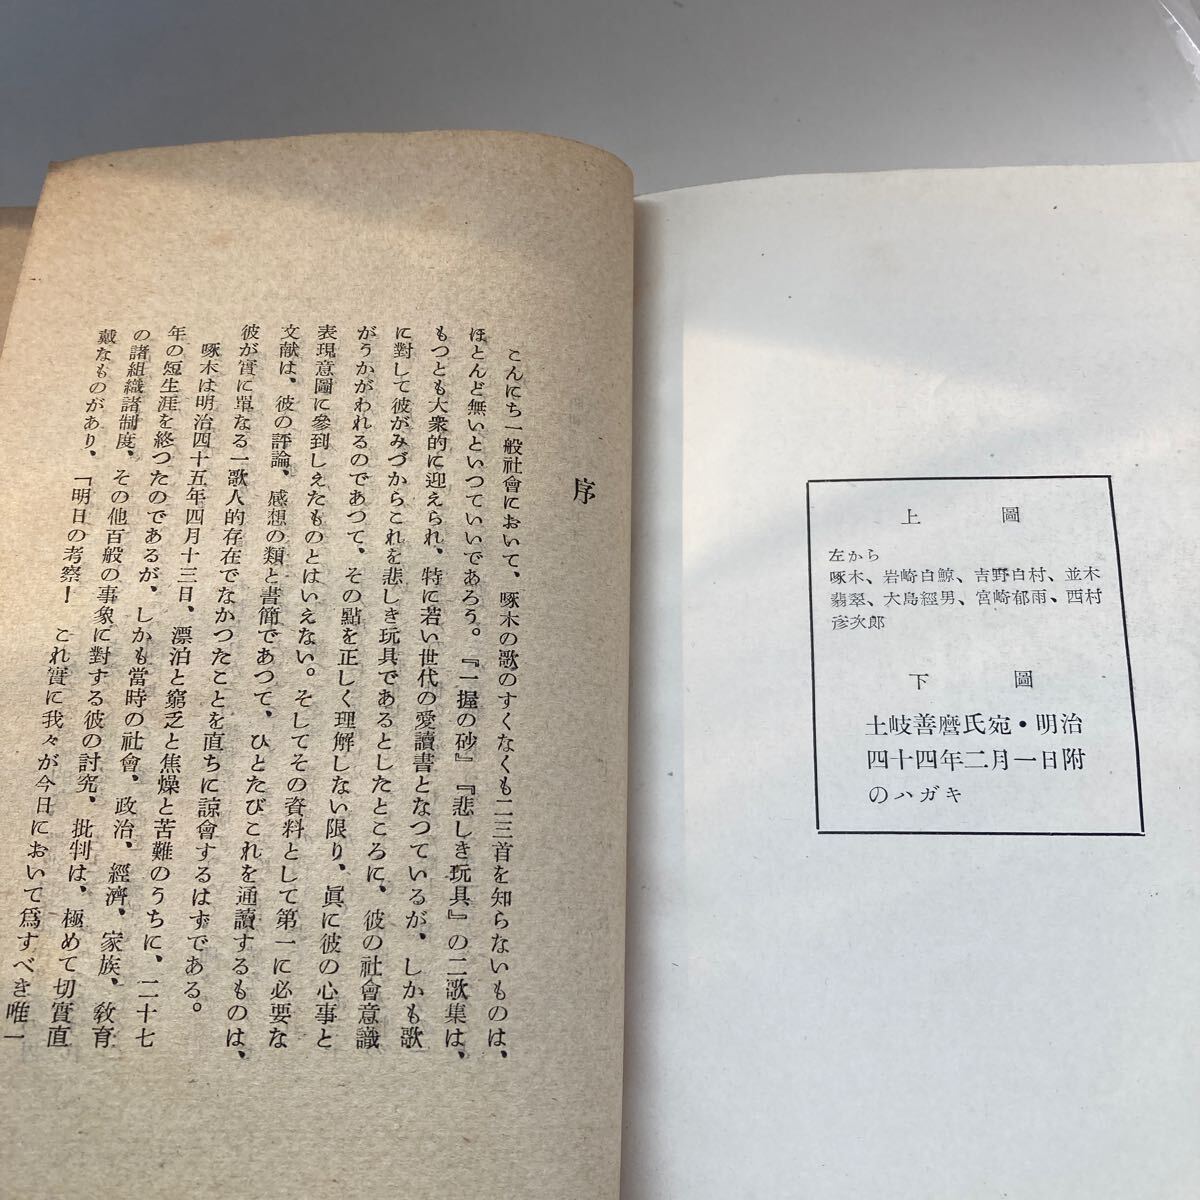 上 圖
左から
啄木、岩崎白鯨、吉野白村、並木
翡翠、大島經男、宮崎郁雨、西村
彦次郎
下 圖
土岐善麿氏宛・明治
四十四年二月一日附
のハガキ
序
こんにち一般社會において、啄木の歌のすくなくも二三首を知らないものは、
ほとんど無いといつていいであろう。『一握の砂』『悲しき玩具』の二歌集は、
もつとも大衆的に迎えられ、特に若い世代の愛讀書となつているが、しかも歌
に對して彼がみづからこれを悲しき玩具であるとしたところに、彼の社會意識
がうかがわれるのであつて、その點を正しく理解しない限り、眞に彼の心事と
表現意圖に參到しえたものとはいえない。そしてその資料として第一に必要な
文献は、彼の評論、感想の類と書簡であつて、ひとたびこれを通讀するものは、
彼が實に單なる一歌人的存在でなかつたことを直ちに諒會するはずである。
啄木は明治四十五年四月十三日、漂泊と窮乏と焦燥と苦難のうちに、二十七
年の短生涯を終つたのであるが、しかも當時の社會、政治、經濟、家族、教育
の諸組織諸制度、その他百般の事象に對する彼の討究、批判は、極めて切實直
戴なものがあり、「明日の考察！ これ實に我々が今日において爲すべき唯一